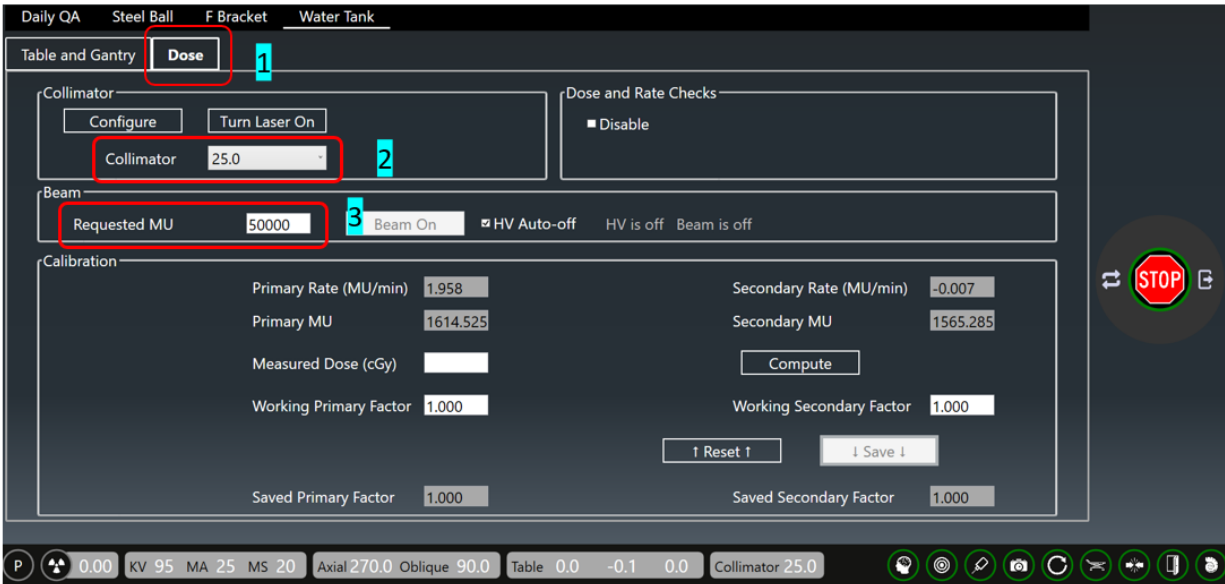 Daily QA Steel Ball F Bracket Water Tank
Table and Gantry Dose 1
Collimator
Configure Turn Laser On
Collimator 25.0 2
Dose and Rate Checks
Disable
Beam
Requested MU 50000 3 Beam On HV Auto-off HV is off Beam is off
Calibration
Primary Rate (MU/min) 1.958 Secondary Rate (MU/min) -0.007
Primary MU 1614.525 Secondary MU 1565.285
Measured Dose (cGy) Compute
Working Primary Factor 1.000 Working Secondary Factor 1.000
↑ Reset ↑ ↓ Save ↓
Saved Primary Factor 1.000 Saved Secondary Factor 1.000
STOP
P 0.00 KV 95 MA 25 MS 20 Axial 270.0 Oblique 90.0 Table 0.0 -0.1 0.0 Collimator 25.0